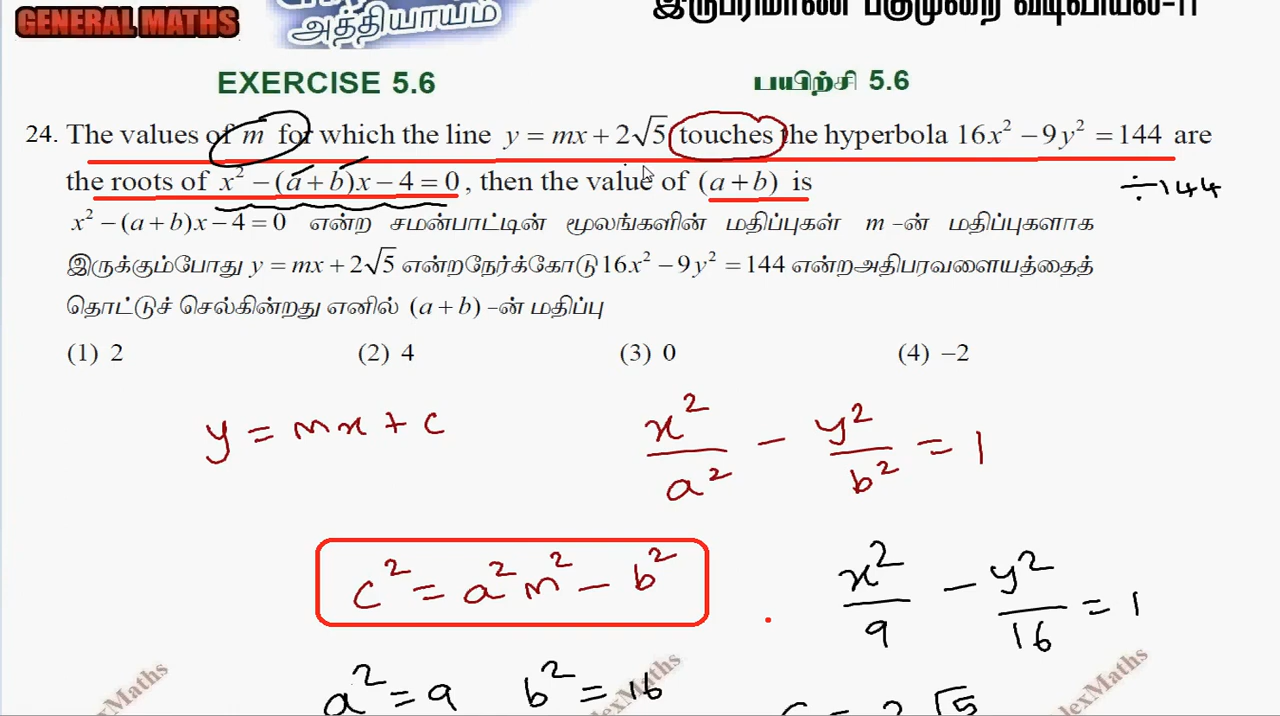 GENERAL MATHS
அத்தியாயம்
இருபரிமாண பகுமுறை வடிவியல்-II
EXERCISE 5.6
பயிற்சி 5.6
24. The values of m for which the line y = mx + 2√5 touches the hyperbola 16x² − 9y² = 144 are
the roots of x² − (a + b)x − 4 = 0, then the value of (a + b) is
÷144
x² − (a + b)x − 4 = 0 என்ற சமன்பாட்டின் மூலங்களின் மதிப்புகள் m -ன் மதிப்புகளாக
இருக்கும்போது y = mx + 2√5 என்றநேர்க்கோடு 16x² − 9y² = 144 என்றஅதிபரவளையத்தைத்
தொட்டுச் செல்கின்றது எனில் (a + b) -ன் மதிப்பு
(1) 2 (2) 4 (3) 0 (4) −2
y = mx + c
x²/a² − y²/b² = 1
c² = a²m² − b²
x²/9 − y²/16 = 1
a² = 9 b² = 16
c = 2√5